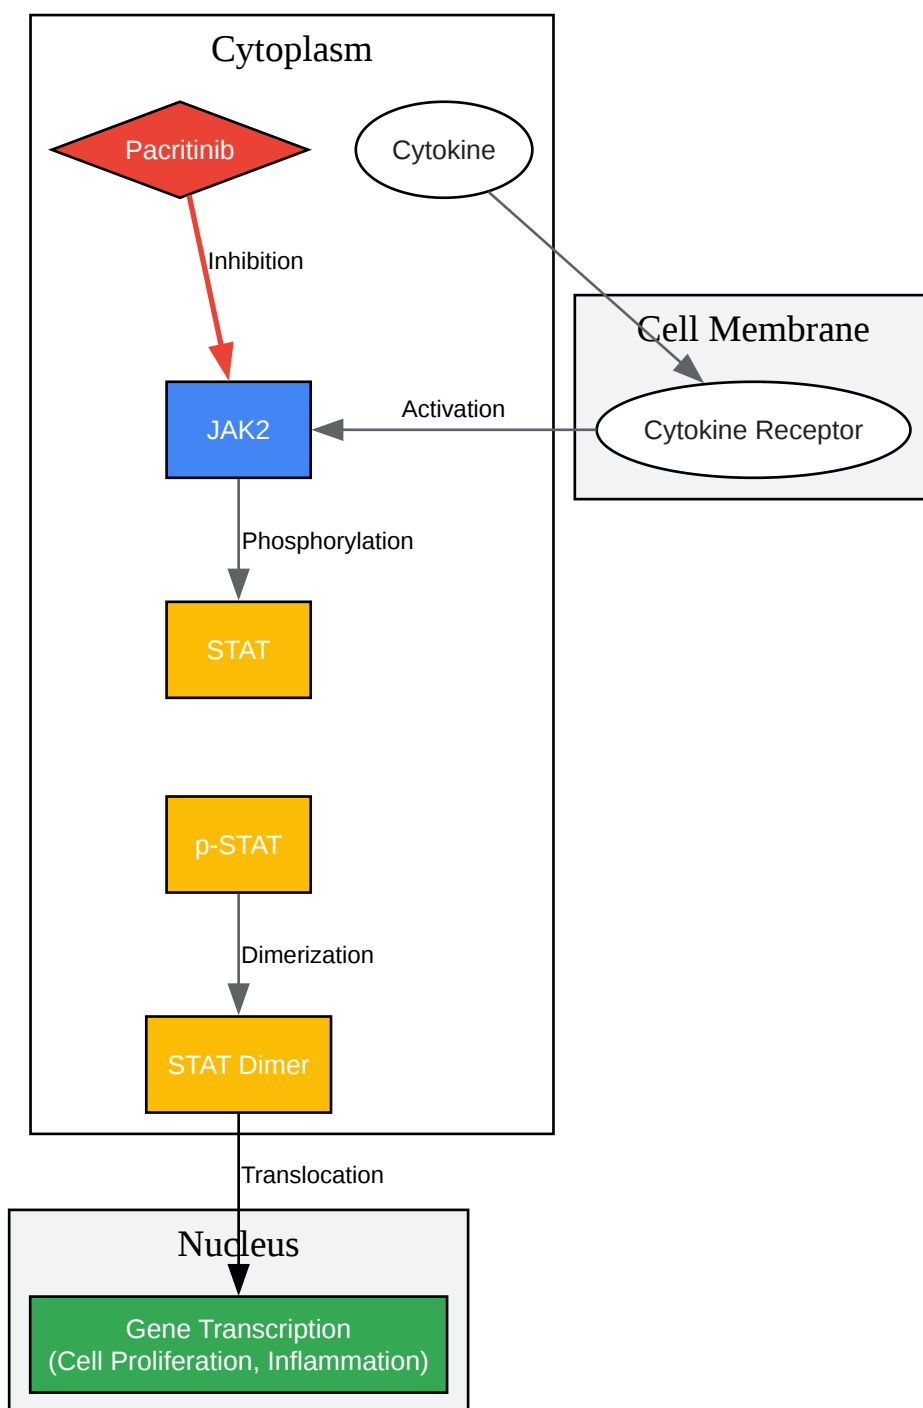 Cytoplasm
Pacritinib
Cytokine
Inhibition
Cell Membrane
Activation
JAK2
Cytokine Receptor
Phosphorylation
STAT
p-STAT
Dimerization
STAT Dimer
Translocation
Nucleus
Gene Transcription
(Cell Proliferation, Inflammation)